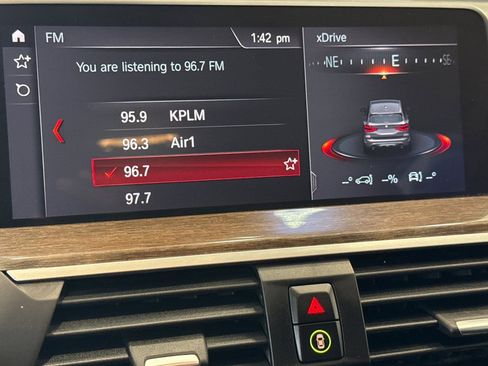 FM
1:42 pm
xDrive
You are listening to 96.7 FM
NE E SE
95.9 KPLM
96.3 Air1
96.7
97.7
--° --% --°